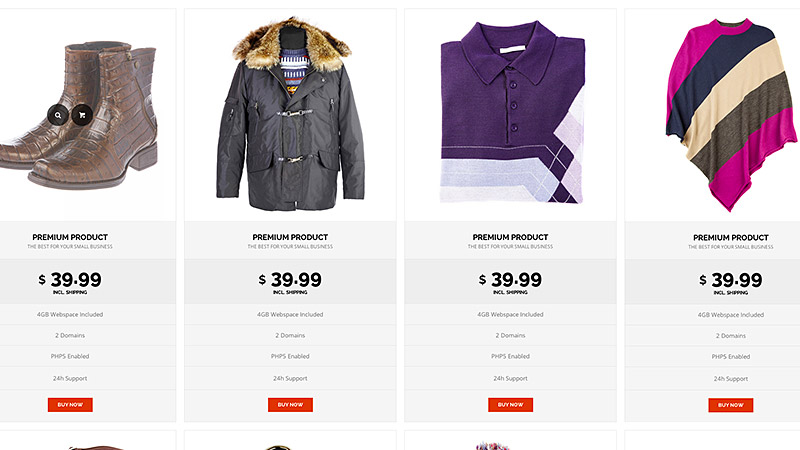 PREMIUM PRODUCT
THE BEST FOR YOUR SMALL BUSINESS
$ 39.99
INCL. SHIPPING
4GB Webspace Included
2 Domains
PHP5 Enabled
24h Support
BUY NOW
PREMIUM PRODUCT
THE BEST FOR YOUR SMALL BUSINESS
$ 39.99
INCL. SHIPPING
4GB Webspace Included
2 Domains
PHP5 Enabled
24h Support
BUY NOW
PREMIUM PRODUCT
THE BEST FOR YOUR SMALL BUSINESS
$ 39.99
INCL. SHIPPING
4GB Webspace Included
2 Domains
PHP5 Enabled
24h Support
BUY NOW
PREMIUM PRODUCT
THE BEST FOR YOUR SMALL BUSINESS
$ 39.99
INCL. SHIPPING
4GB Webspace Included
2 Domains
PHP5 Enabled
24h Support
BUY NOW